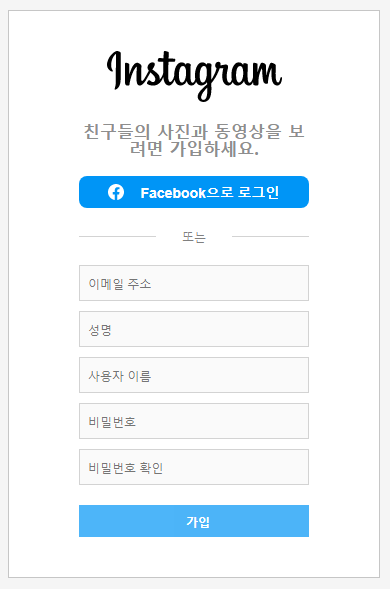 Instagram
친구들의 사진과 동영상을 보
려면 가입하세요.
Facebook으로 로그인
또는
이메일 주소
성명
사용자 이름
비밀번호
비밀번호 확인
가입